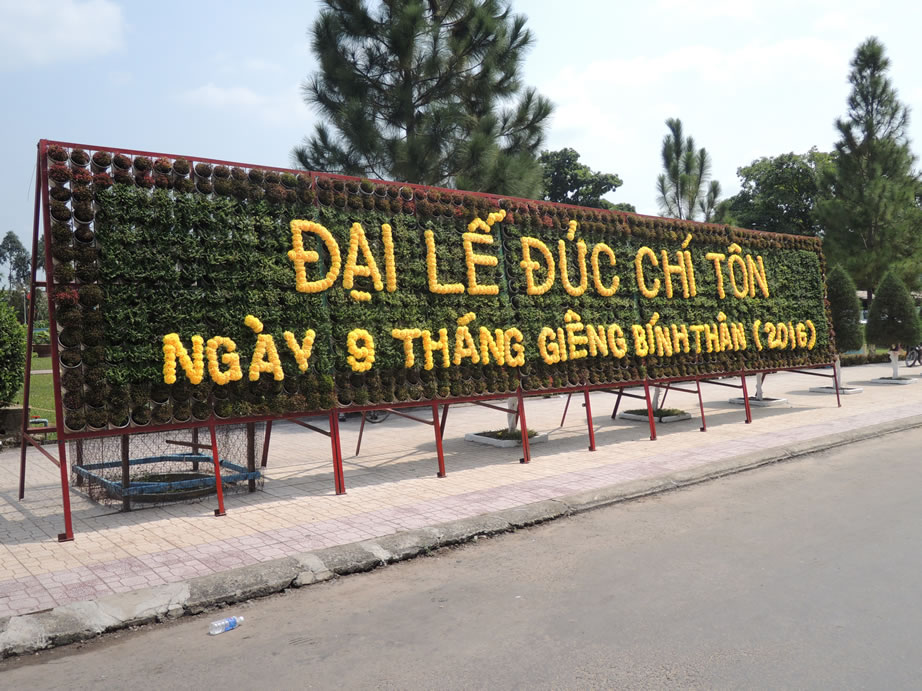 ĐẠI LỄ ĐỨC CHÍ TÔN
NGÀY 9 THÁNG GIÊNG BÍNH THÂN (2016)